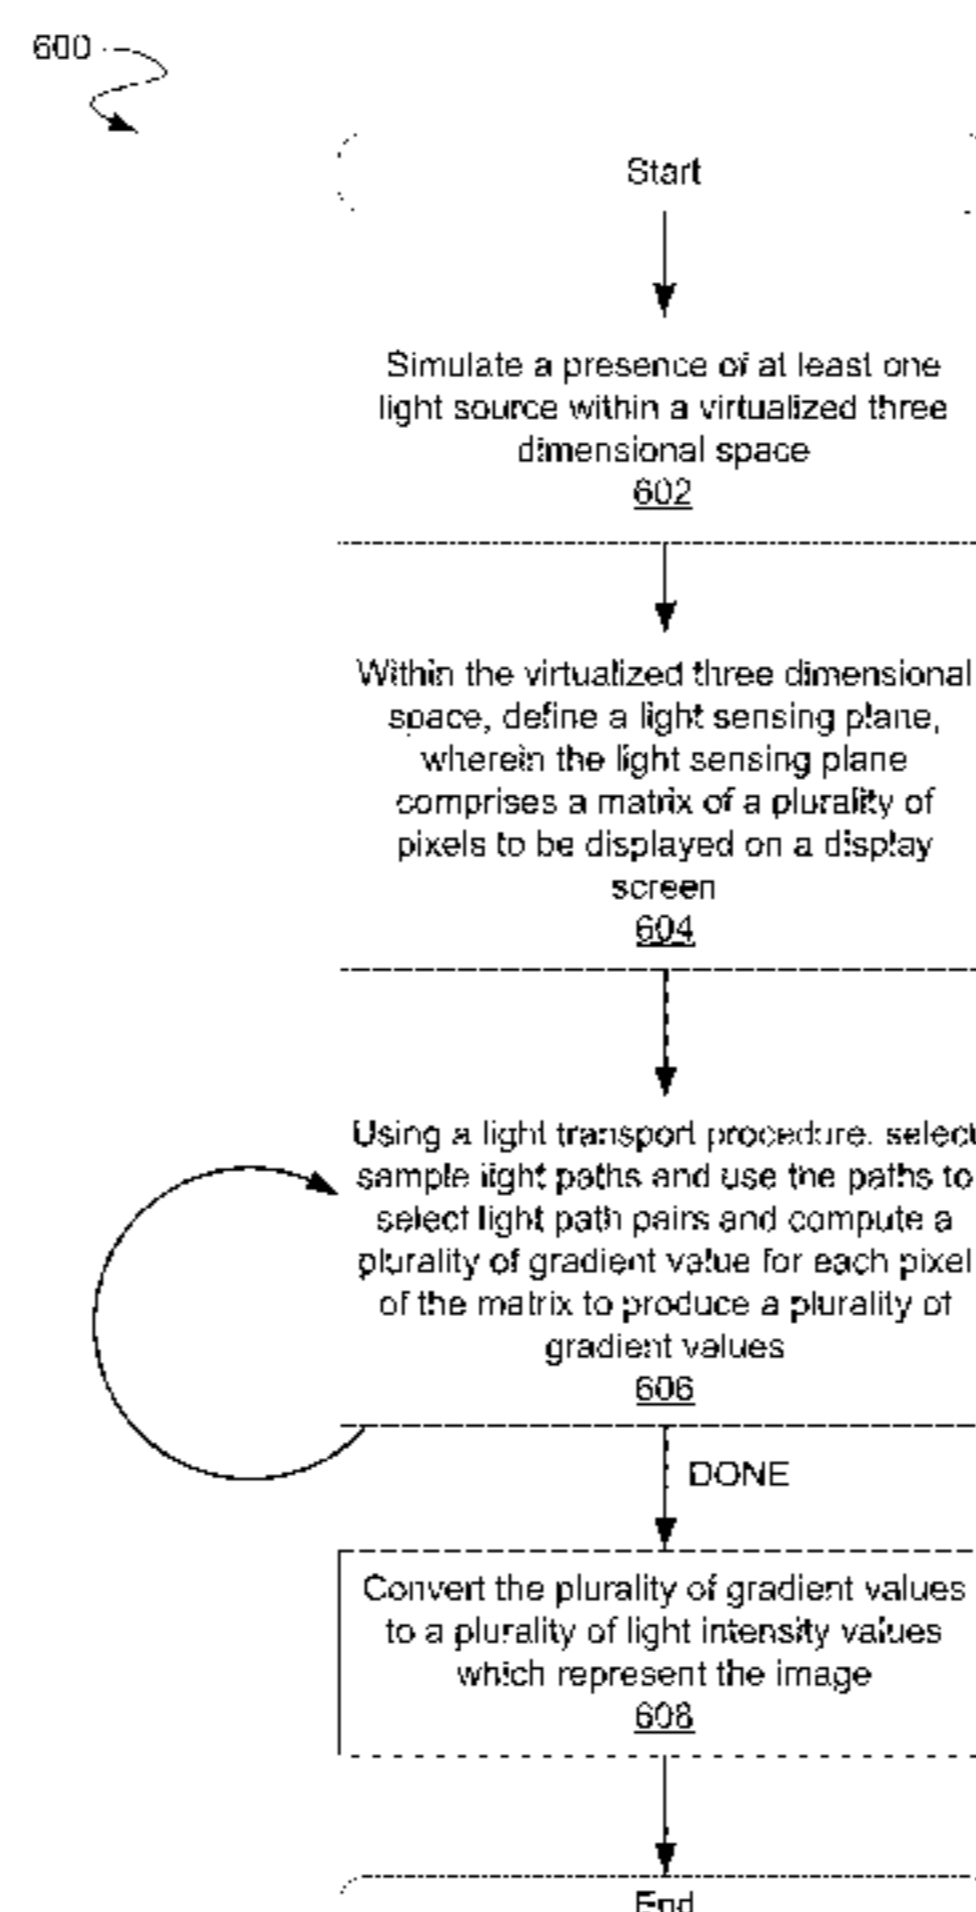 600
Start
Simulate a presence of at least one
light source within a virtualized three
dimensional space
602
Within the virtualized three dimensional
space, define a light sensing plane,
wherein the light sensing plane
comprises a matrix of a plurality of
pixels to be displayed on a display
screen
604
Using a light transport procedure, select
sample light paths and use the paths to
select light path pairs and compute a
plurality of gradient value for each pixel
of the matrix to produce a plurality of
gradient values
606
DONE
Convert the plurality of gradient values
to a plurality of light intensity values
which represent the image
608
End